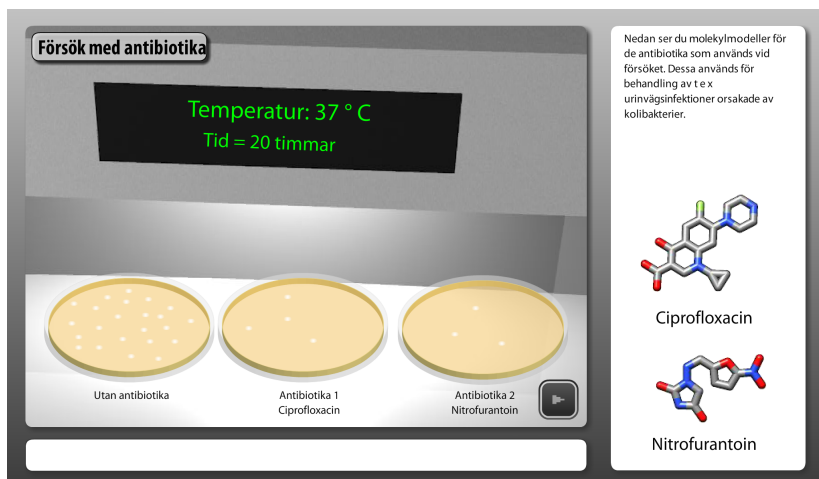 Försök med antibiotika
Temperatur: 37 ° C
Tid = 20 timmar
Utan antibiotika
Antibiotika 1
Ciprofloxacin
Antibiotika 2
Nitrofurantoin
Nedan ser du molekylmodeller för
de antibiotika som används vid
försöket. Dessa används för
behandling av t e x
urinvägsinfektioner orsakade av
kolibakterier.
Ciprofloxacin
Nitrofurantoin